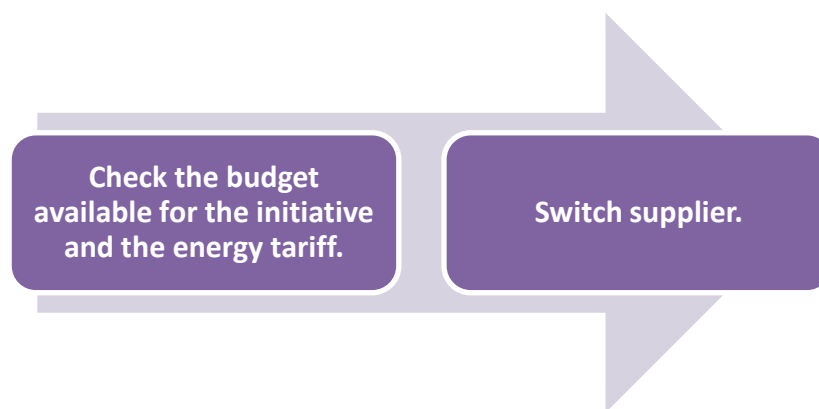 Check the budget
available for the initiative
and the energy tariff.
Switch supplier.